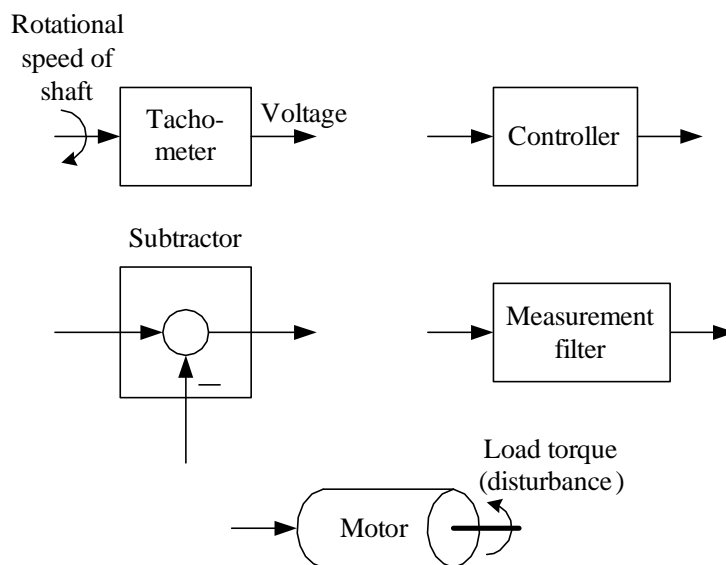 Rotational
speed of
shaft
Tacho-
meter
Voltage
Controller
Subtractor
Measurement
filter
Load torque
(disturbance)
Motor